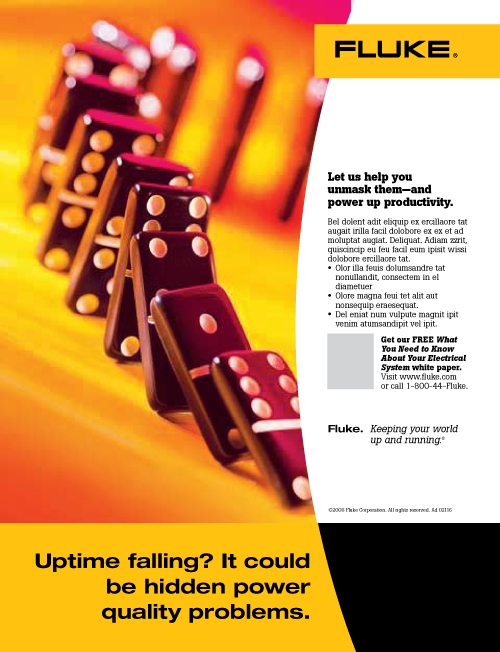 FLUKE®
Let us help you
unmask them—and
power up productivity.
Bel dolent adit eliquip ex ercillaore tat
augait irilla facil dolobore ex ex et ad
moluptat augiat. Deliquat. Adiam zzrit,
quiscincip eu feu facil eum ipisit wissi
dolobore ercillaore tat.
• Olor illa feuis dolumsandre tat
nonullandit, consectem in el
diametuer
• Olore magna feui tet alit aut
nonsequip eraesequat.
• Del eniat num vulpute magnit ipit
venim atumsandipit vel ipit.
Get our FREE What
You Need to Know
About Your Electrical
System white paper.
Visit www.fluke.com
or call 1-800-44-Fluke.
Fluke. Keeping your world
up and running.®
©2006 Fluke Corporation. All rights reserved. Ad 02116
Uptime falling? It could
be hidden power
quality problems.